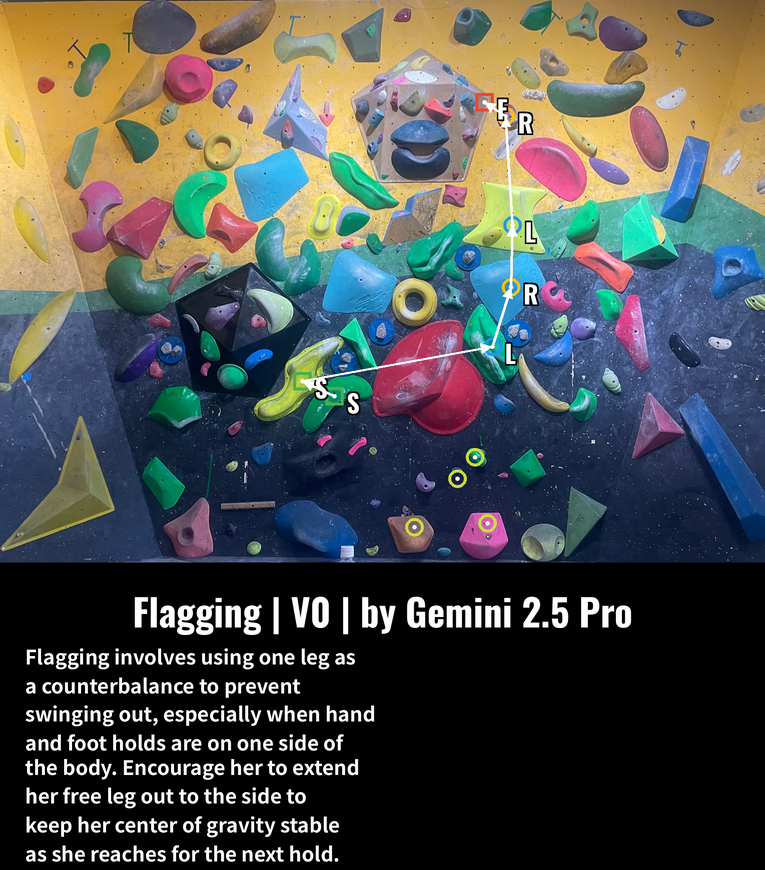 F
R
L
R
L
S
S
Flagging | V0 | by Gemini 2.5 Pro
Flagging involves using one leg as
a counterbalance to prevent
swinging out, especially when hand
and foot holds are on one side of
the body. Encourage her to extend
her free leg out to the side to
keep her center of gravity stable
as she reaches for the next hold.